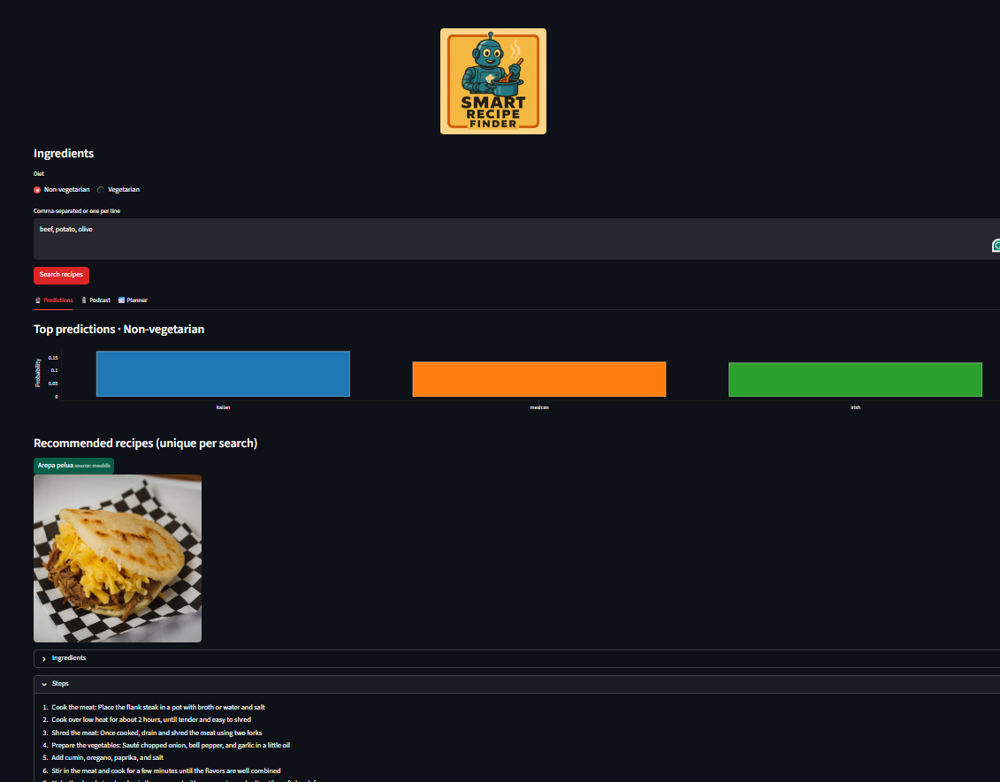 SMART
RECIPE
FINDER
Ingredients
Diet
Non-vegetarian Vegetarian
Comma-separated or one per line
beef, potato, olive
Search recipes
Predictions Podcast Planner
Top predictions · Non-vegetarian
Probability
0.15
0.1
0.05
0
italian mexican irish
Recommended recipes (unique per search)
Arepa pelua source: mealdb
Ingredients
Steps
1. Cook the meat: Place the flank steak in a pot with broth or water and salt
2. Cook over low heat for about 2 hours, until tender and easy to shred
3. Shred the meat: Once cooked, drain and shred the meat using two forks
4. Prepare the vegetables: Sauté chopped onion, bell pepper, and garlic in a little oil
5. Add cumin, oregano, paprika, and salt
6. Stir in the meat and cook for a few minutes until the flavors are well combined